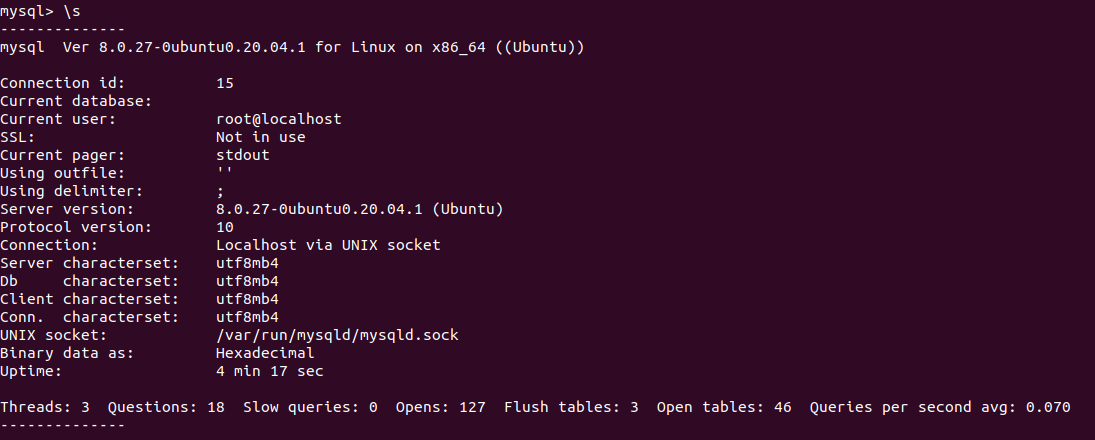 mysql> \s
--------------
mysql  Ver 8.0.27-0ubuntu0.20.04.1 for Linux on x86_64 ((Ubuntu))

Connection id:          15
Current database:
Current user:           root@localhost
SSL:                    Not in use
Current pager:          stdout
Using outfile:          ''
Using delimiter:        ;
Server version:         8.0.27-0ubuntu0.20.04.1 (Ubuntu)
Protocol version:       10
Connection:             Localhost via UNIX socket
Server characterset:    utf8mb4
Db     characterset:    utf8mb4
Client characterset:    utf8mb4
Conn.  characterset:    utf8mb4
UNIX socket:            /var/run/mysqld/mysqld.sock
Binary data as:         Hexadecimal
Uptime:                 4 min 17 sec

Threads: 3  Questions: 18  Slow queries: 0  Opens: 127  Flush tables: 3  Open tables: 46  Queries per second avg: 0.070
--------------